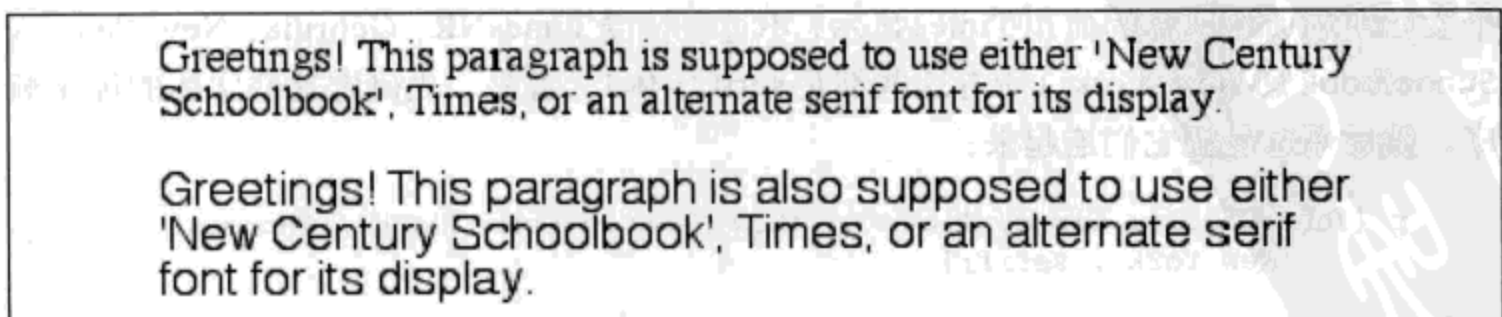 Greetings! This paragraph is supposed to use either 'New Century
Schoolbook', Times, or an alternate serif font for its display.
Greetings! This paragraph is also supposed to use either
'New Century Schoolbook', Times, or an alternate serif
font for its display.